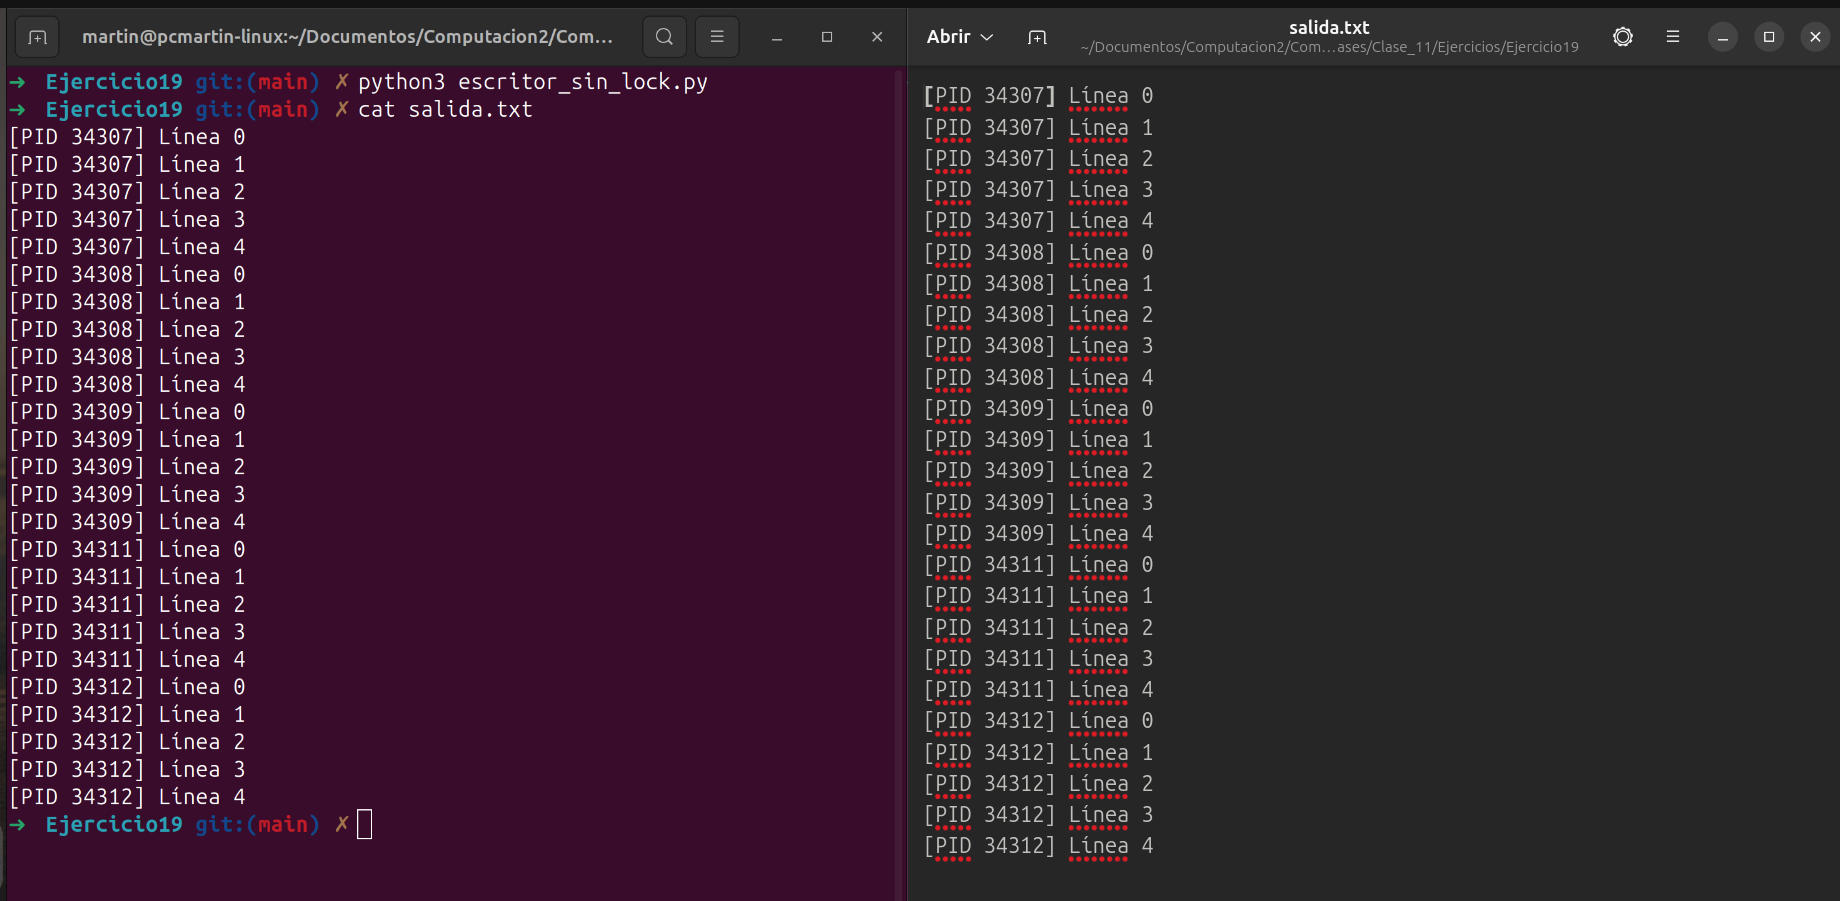 martin@pcmartin-linux:~/Documentos/Computacion2/Com...
➜ Ejercicio19 git:(main) ✗ python3 escritor_sin_lock.py
➜ Ejercicio19 git:(main) ✗ cat salida.txt
[PID 34307] Línea 0
[PID 34307] Línea 1
[PID 34307] Línea 2
[PID 34307] Línea 3
[PID 34307] Línea 4
[PID 34308] Línea 0
[PID 34308] Línea 1
[PID 34308] Línea 2
[PID 34308] Línea 3
[PID 34308] Línea 4
[PID 34309] Línea 0
[PID 34309] Línea 1
[PID 34309] Línea 2
[PID 34309] Línea 3
[PID 34309] Línea 4
[PID 34311] Línea 0
[PID 34311] Línea 1
[PID 34311] Línea 2
[PID 34311] Línea 3
[PID 34311] Línea 4
[PID 34312] Línea 0
[PID 34312] Línea 1
[PID 34312] Línea 2
[PID 34312] Línea 3
[PID 34312] Línea 4
➜ Ejercicio19 git:(main) ✗
Abrir
salida.txt
~/Documentos/Computacion2/Com...ases/Clase_11/Ejercicios/Ejercicio19
[PID 34307] Línea 0
[PID 34307] Línea 1
[PID 34307] Línea 2
[PID 34307] Línea 3
[PID 34307] Línea 4
[PID 34308] Línea 0
[PID 34308] Línea 1
[PID 34308] Línea 2
[PID 34308] Línea 3
[PID 34308] Línea 4
[PID 34309] Línea 0
[PID 34309] Línea 1
[PID 34309] Línea 2
[PID 34309] Línea 3
[PID 34309] Línea 4
[PID 34311] Línea 0
[PID 34311] Línea 1
[PID 34311] Línea 2
[PID 34311] Línea 3
[PID 34311] Línea 4
[PID 34312] Línea 0
[PID 34312] Línea 1
[PID 34312] Línea 2
[PID 34312] Línea 3
[PID 34312] Línea 4